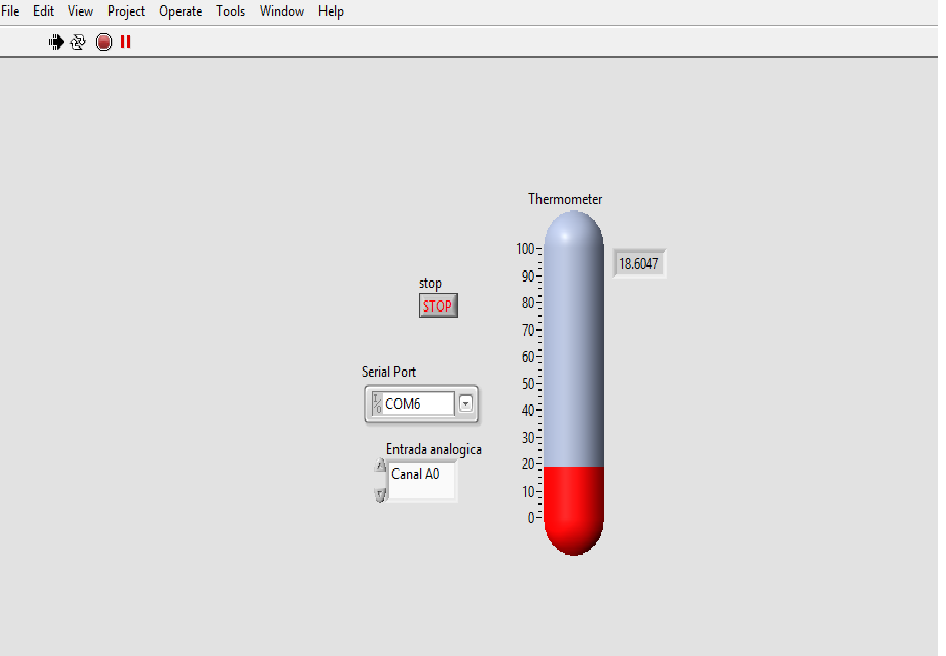 File Edit View Project Operate Tools Window Help
Thermometer
100
18.6047
90
stop
STOP
80
70
60
Serial Port
50
COM6
40
30
Entrada analogica
20
Canal A0
10
0